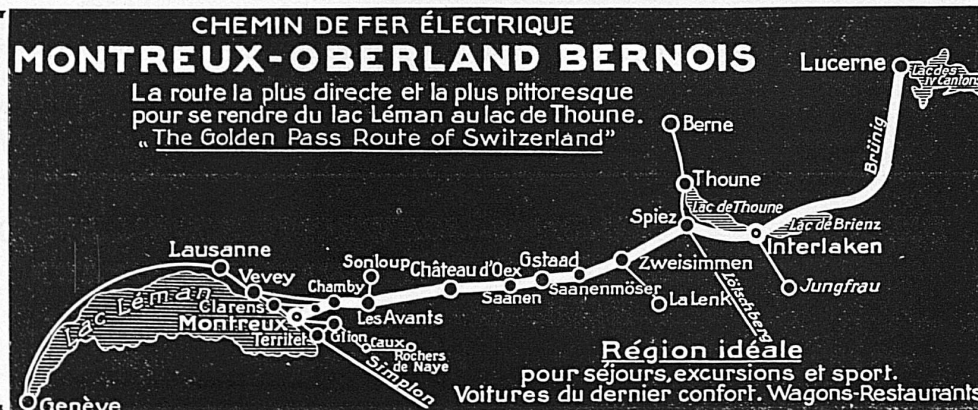 CHEMIN DE FER ÉLECTRIQUE
MONTREUX-OBERLAND BERNOIS
La route la plus directe et la plus pittoresque
pour se rendre du lac Léman au lac de Thoune.
„The Golden Pass Route of Switzerland”
Lucerne
Lac des
IV Cantons
Brünig
Berne
Thoune
Lac de Thoune
Spiez
Lac de Brienz
Interlaken
Lausanne
Vevey
Sonloup
Chamby
Château d'Oex
Gstaad
Zweisimmen
Jungfrau
Saanen
Saanenmöser
La Lenk
Lötschberg
Lac Léman
Clarens
Montreux
Les Avants
Territet
Glion
Caux
Rochers
de Naye
Simplon
Genève
Région idéale
pour séjours, excursions et sport.
Voitures du dernier confort. Wagons-Restaurants